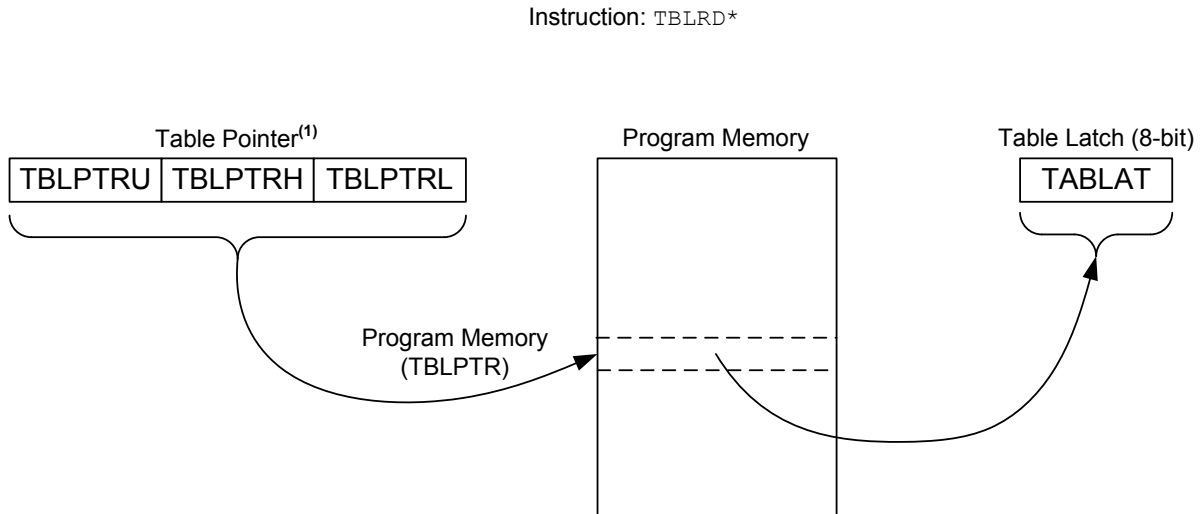 Instruction: TBLRD*
Table Pointer(1)
Program Memory
Table Latch (8-bit)
TBLPTRU TBLPTRH TBLPTRL
TABLAT
Program Memory
(TBLPTR)